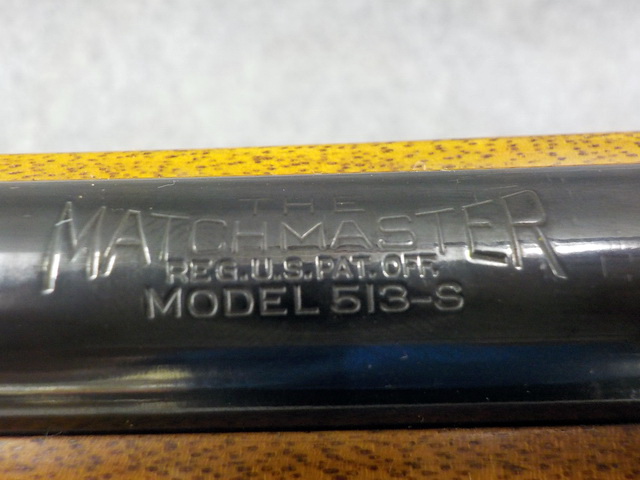 THE
MATCHMASTER
REG. U.S. PAT. OFF.
MODEL 513-S